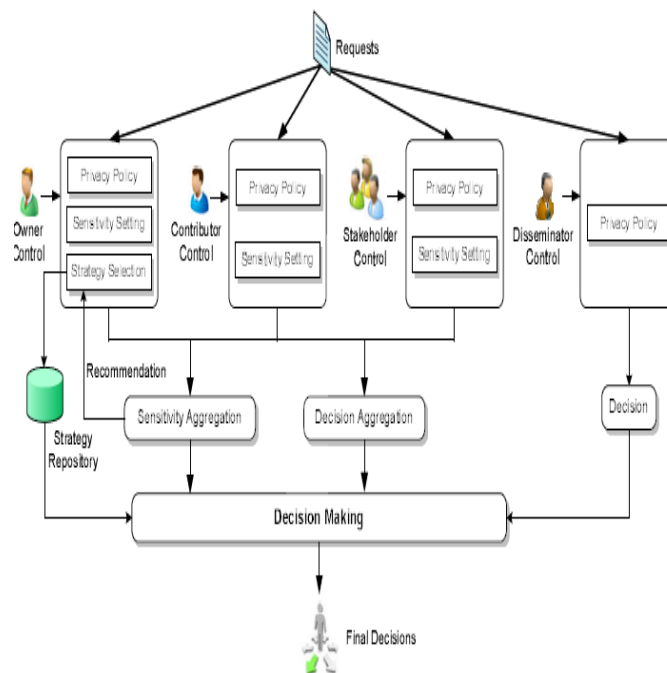 Requests
Privacy Policy
Sensitivity Setting
Strategy Selection
Owner
Control
Privacy Policy
Sensitivity Setting
Contributor
Control
Privacy Policy
Sensitivity Setting
Stakeholder
Control
Privacy Policy
Disseminator
Control
Recommendation
Strategy
Repository
Sensitivity Aggregation
Decision Aggregation
Decision
Decision Making
Final Decisions